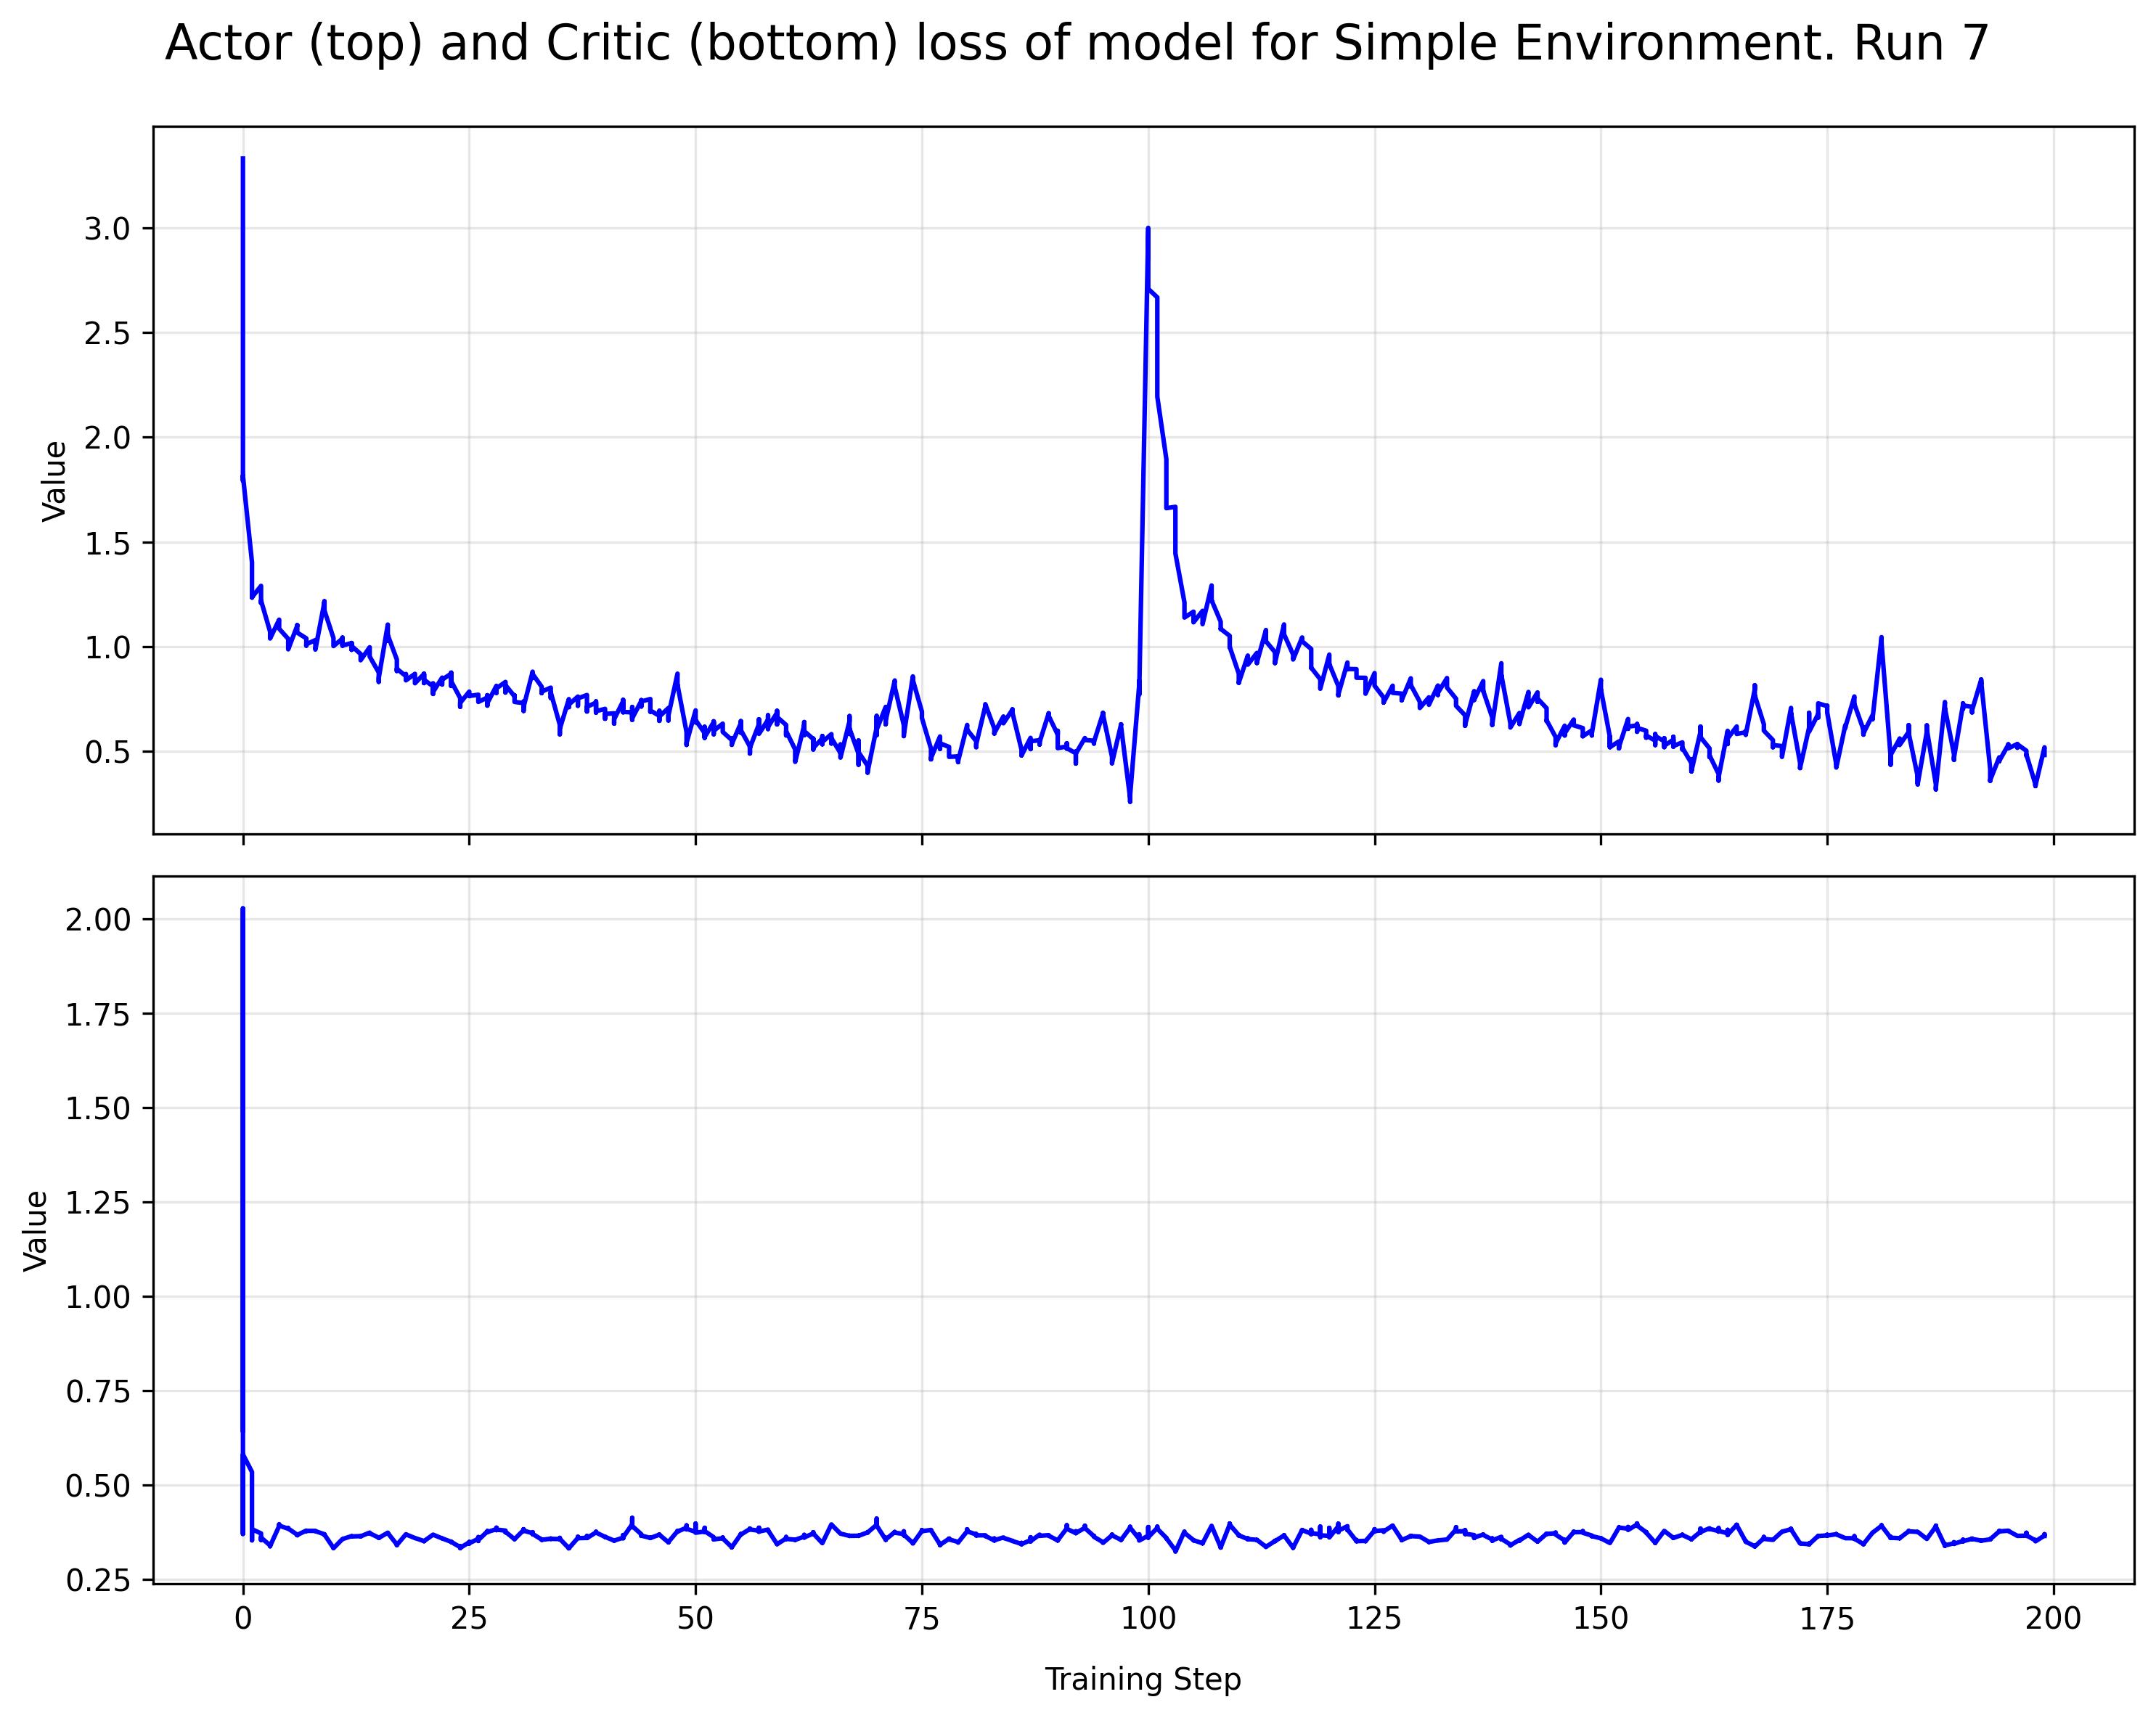 Actor (top) and Critic (bottom) loss of model for Simple Environment. Run 7
3.0
2.5
2.0
1.5
1.0
0.5
Value
2.00
1.75
1.50
1.25
1.00
0.75
0.50
0.25
Value
0 25 50 75 100 125 150 175 200
Training Step